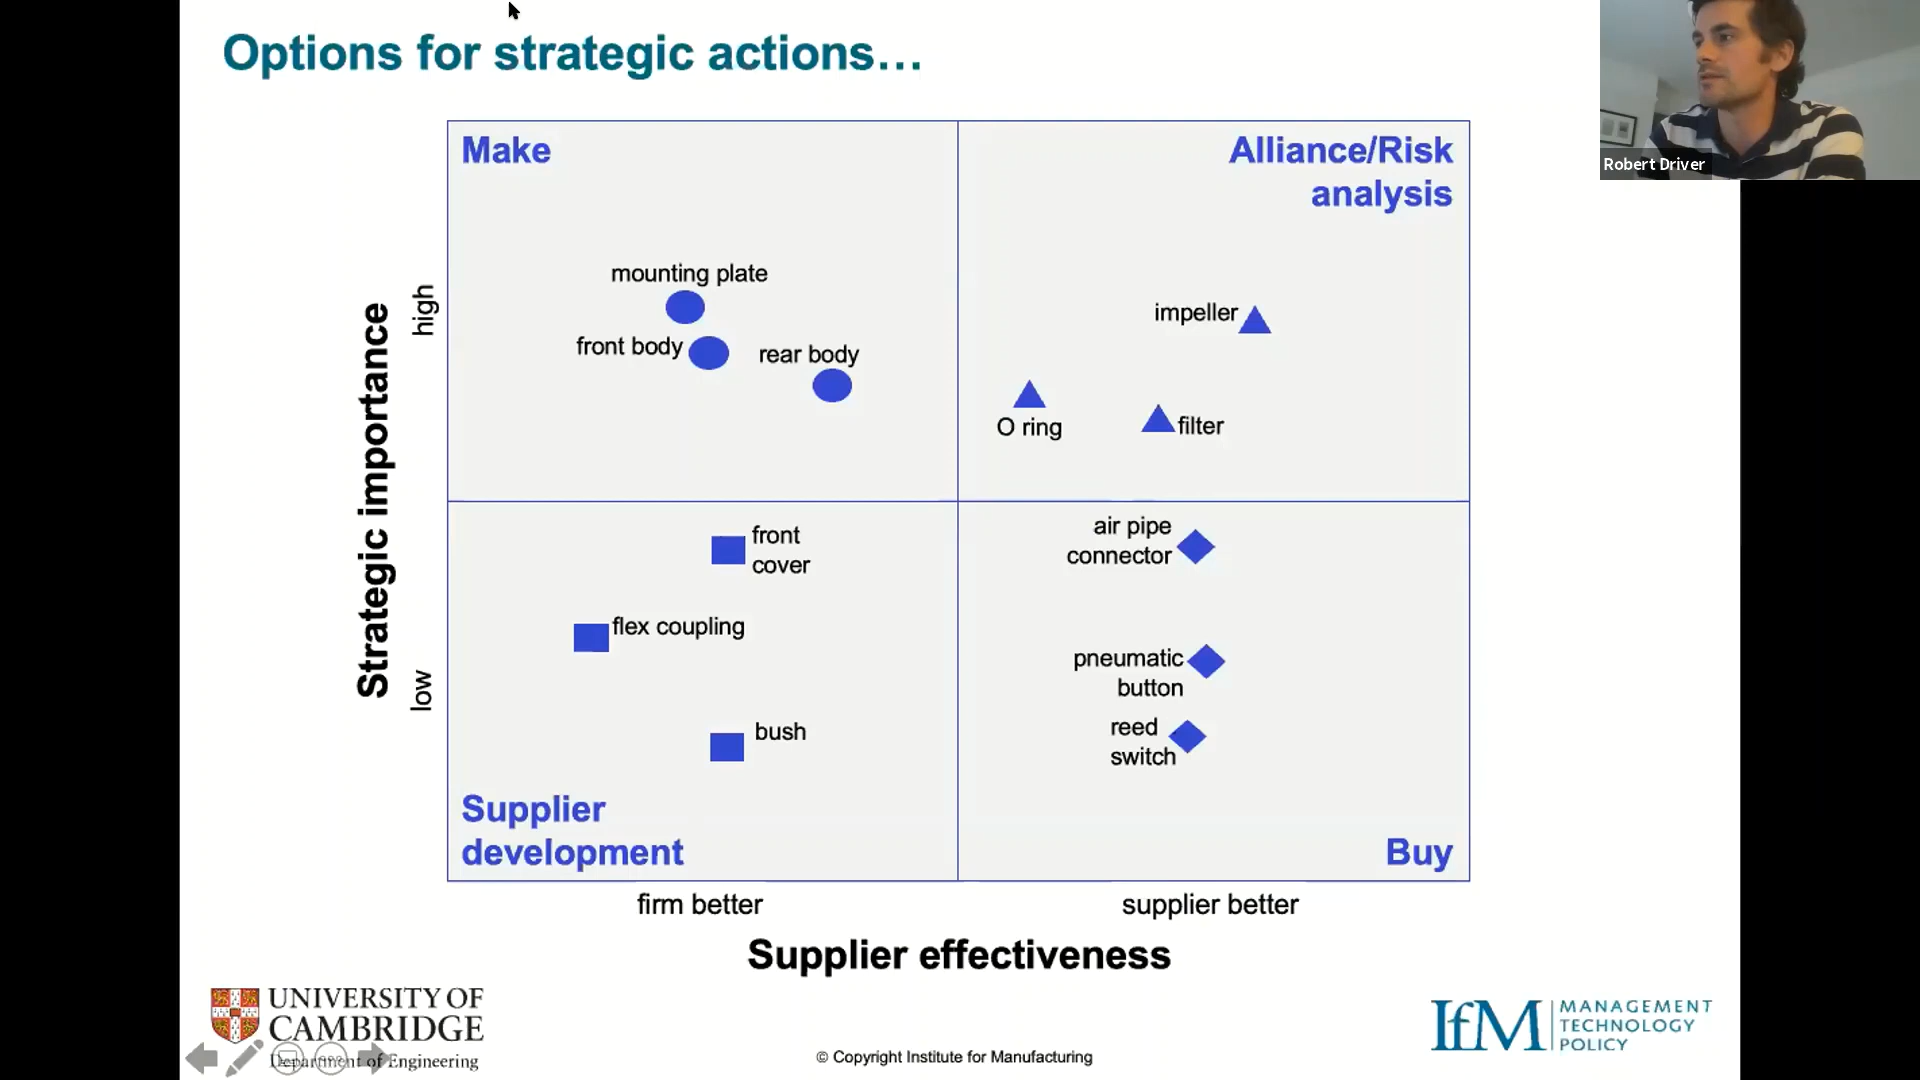 Options for strategic actions…
Robert Driver
Make
Alliance/Risk
analysis
mounting plate
front body
rear body
impeller
O ring
filter
high
Strategic importance
low
front
cover
flex coupling
bush
air pipe
connector
pneumatic
button
reed
switch
Supplier
development
Buy
firm better
supplier better
Supplier effectiveness
UNIVERSITY OF
CAMBRIDGE
Department of Engineering
© Copyright Institute for Manufacturing
IfM
MANAGEMENT
TECHNOLOGY
POLICY